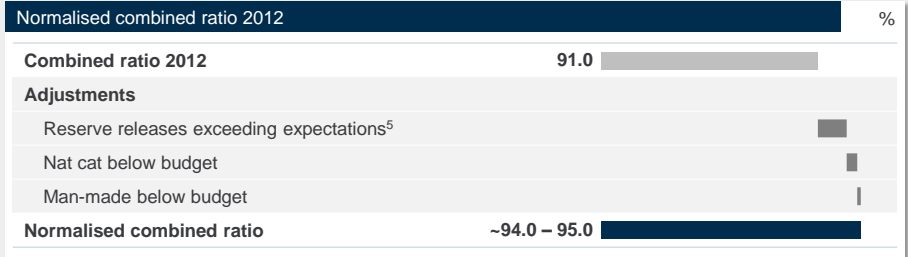 Normalised combined ratio 2012 %
Combined ratio 2012 91.0
Adjustments
Reserve releases exceeding expectations⁵
Nat cat below budget
Man-made below budget
Normalised combined ratio ~94.0 – 95.0